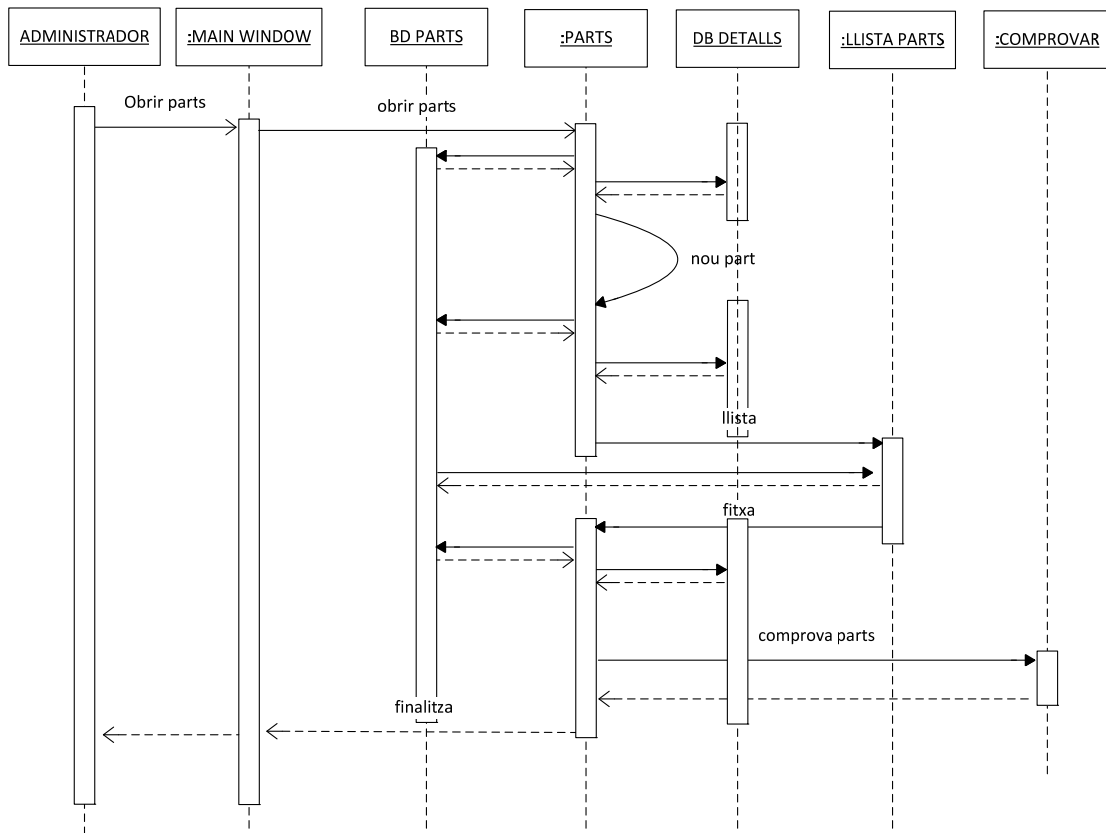 ADMINISTRADOR
:MAIN WINDOW
BD PARTS
:PARTS
DB DETALLS
:LLISTA PARTS
:COMPROVAR
Obrir parts
obrir parts
nou part
llista
fitxa
comprova parts
finalitza